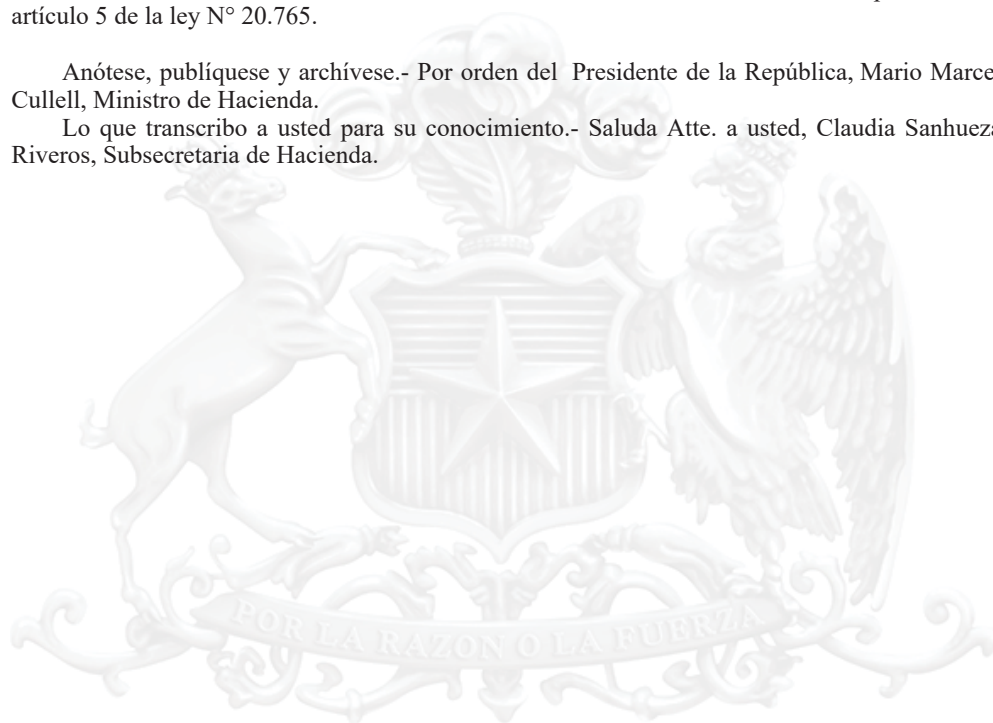 artículo 5 de la ley N° 20.765.
Anótese, publíquese y archívese.- Por orden del Presidente de la República, Mario Marce
Cullell, Ministro de Hacienda.
Lo que transcribo a usted para su conocimiento.- Saluda Atte. a usted, Claudia Sanhueza
Riveros, Subsecretaria de Hacienda.
POR LA RAZON O LA FUERZA